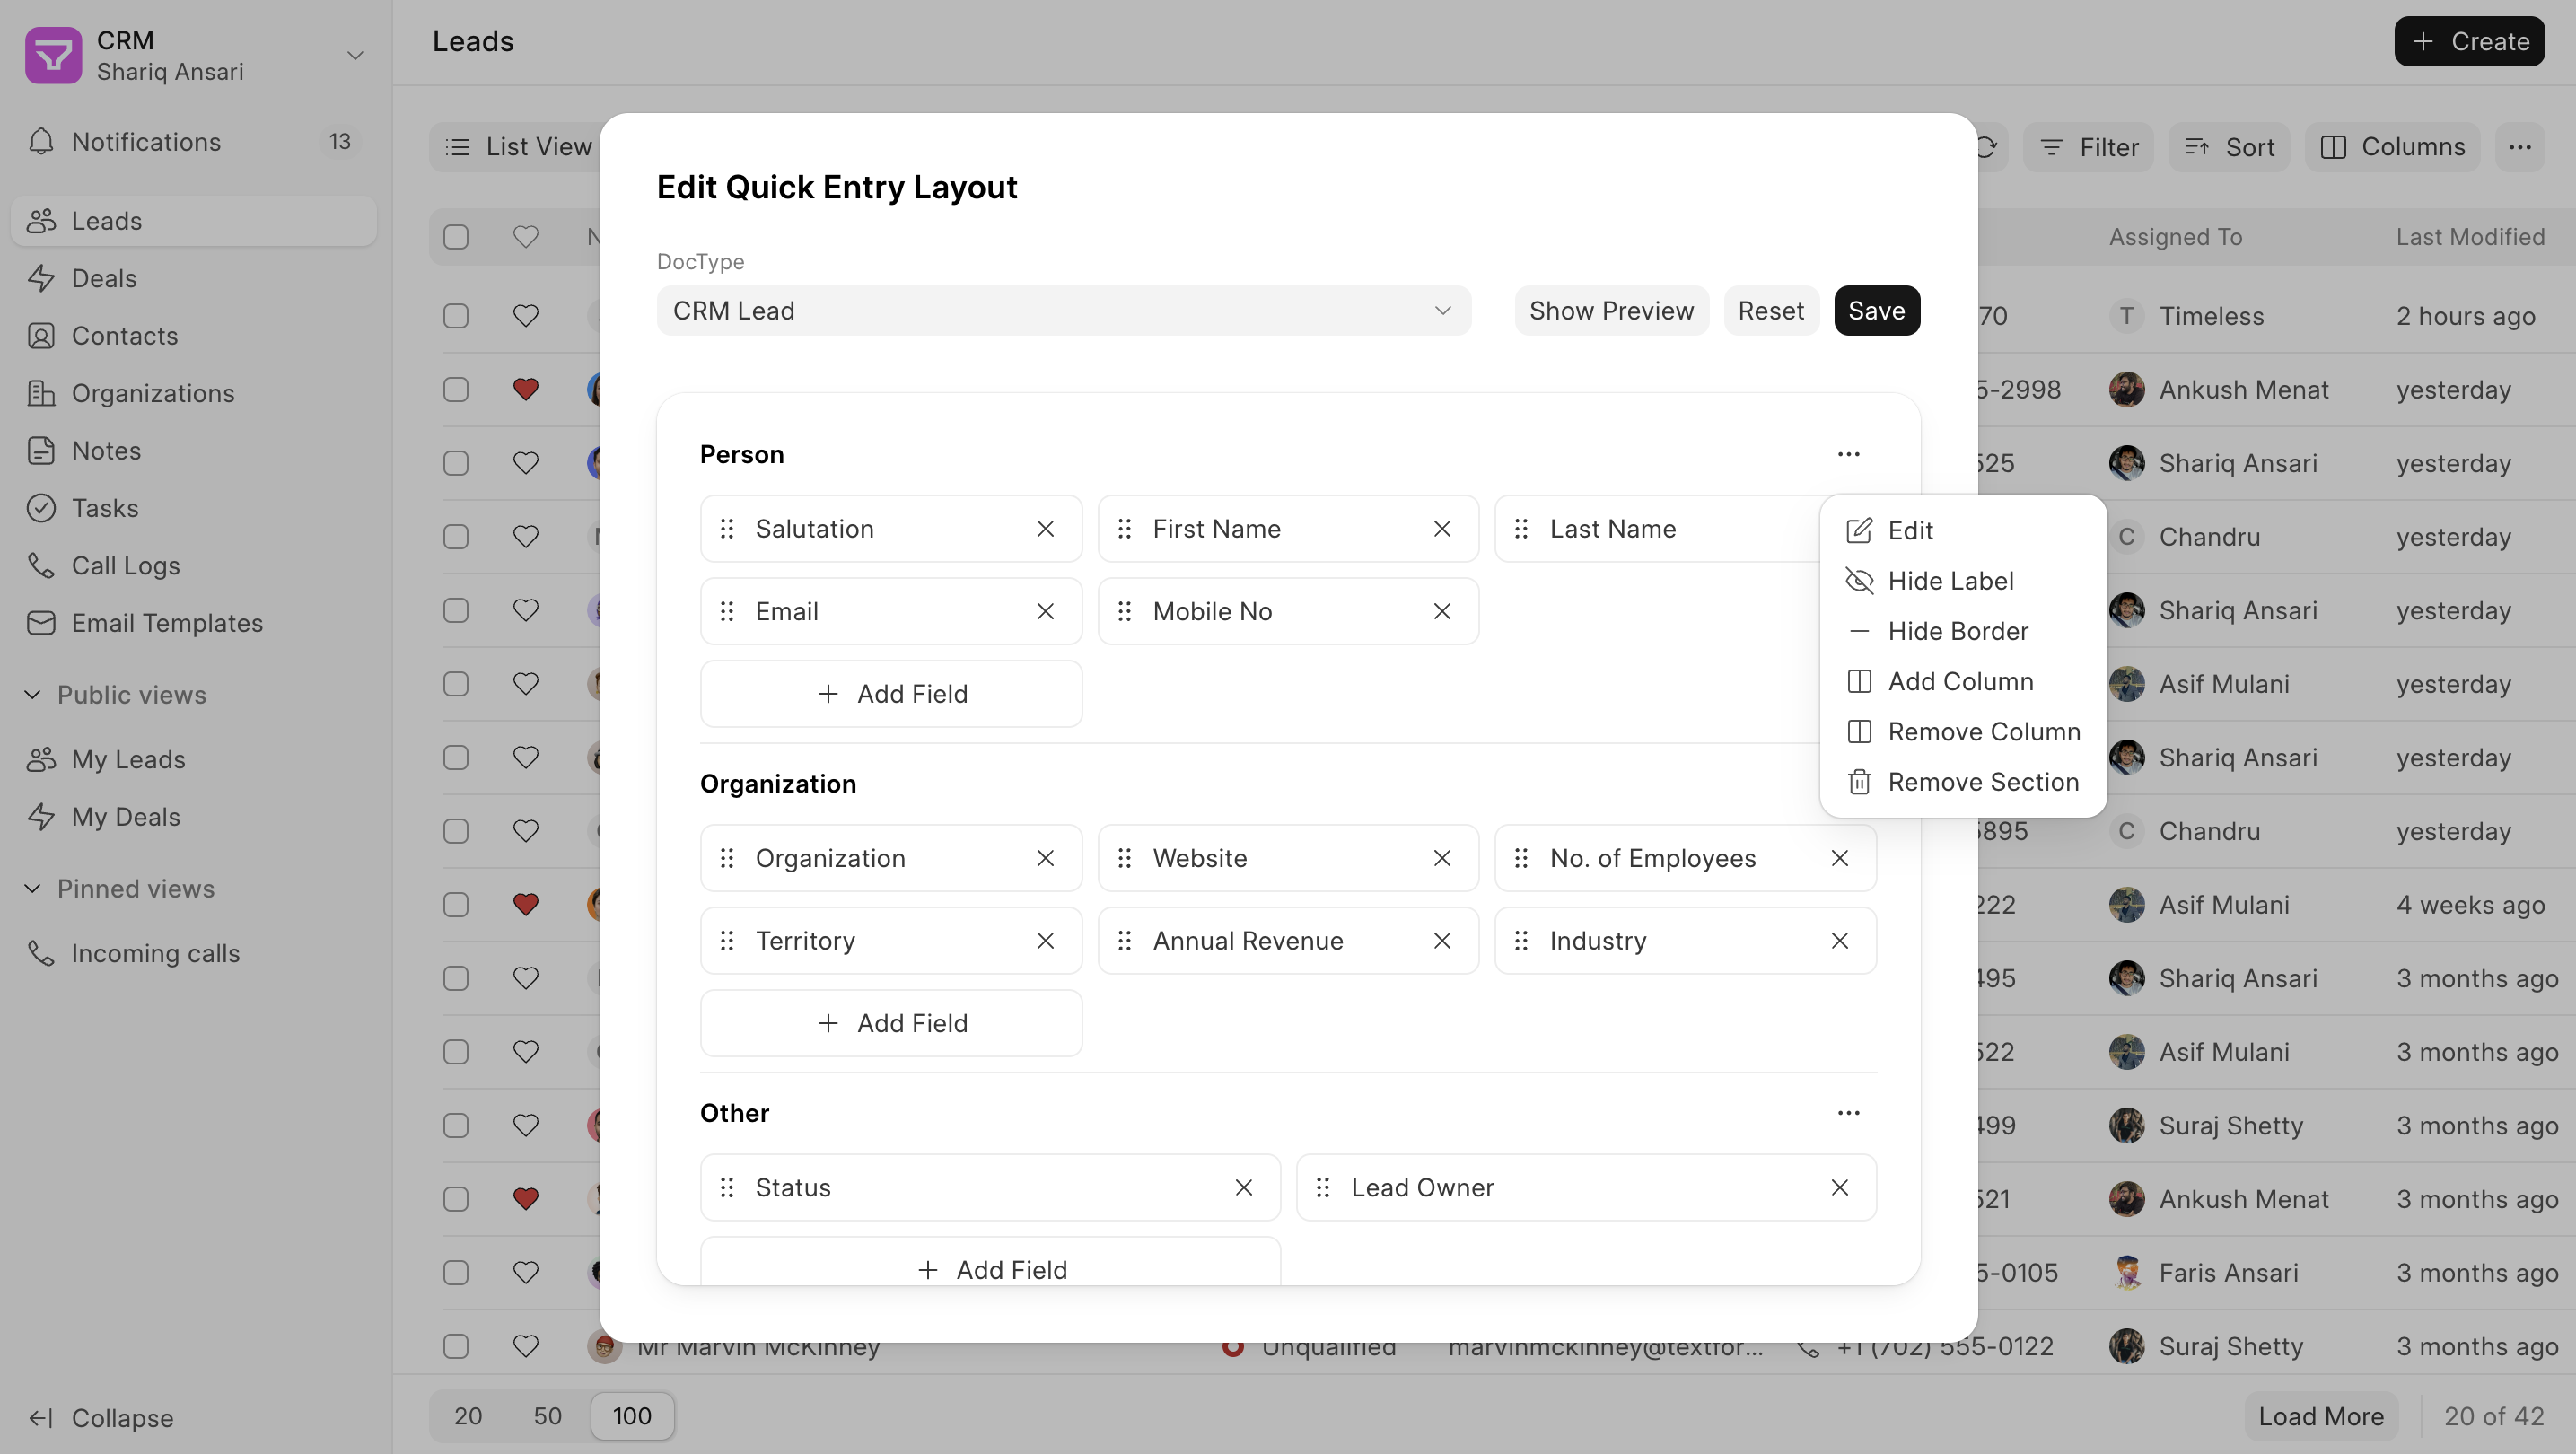 CRM
Shariq Ansari
Notifications 13
Leads
Deals
Contacts
Organizations
Notes
Tasks
Call Logs
Email Templates
Public views
My Leads
My Deals
Pinned views
Incoming calls
Collapse
Leads
Create
List View
Filter
Sort
Columns
Assigned To Last Modified
70 T Timeless 2 hours ago
5-2998 Ankush Menat yesterday
525 Shariq Ansari yesterday
C Chandru yesterday
Shariq Ansari yesterday
Asif Mulani yesterday
Shariq Ansari yesterday
5895 C Chandru yesterday
222 Asif Mulani 4 weeks ago
495 Shariq Ansari 3 months ago
522 Asif Mulani 3 months ago
499 Suraj Shetty 3 months ago
521 Ankush Menat 3 months ago
5-0105 Faris Ansari 3 months ago
Mr Marvin McKinney Unqualified marvinmckinney@textfor... +1 (702) 555-0122 Suraj Shetty 3 months ago
20 50 100
Load More 20 of 42
Edit Quick Entry Layout
DocType
CRM Lead
Show Preview Reset Save
Person
Salutation First Name Last Name
Email Mobile No
Add Field
Organization
Organization Website No. of Employees
Territory Annual Revenue Industry
Add Field
Other
Status Lead Owner
Add Field
Edit
Hide Label
Hide Border
Add Column
Remove Column
Remove Section